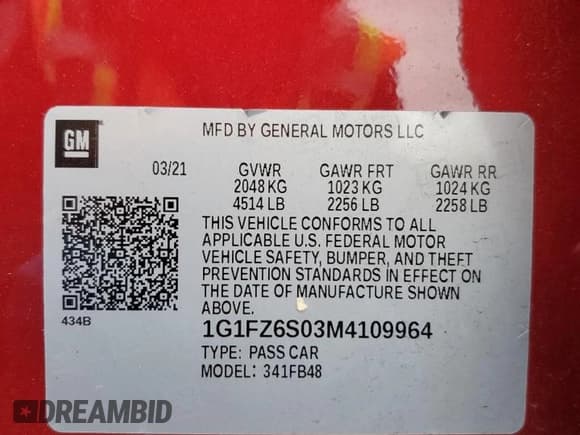 GM
MFD BY GENERAL MOTORS LLC
03/21 GVWR GAWR FRT GAWR RR
2048 KG 1023 KG 1024 KG
4514 LB 2256 LB 2258 LB
THIS VEHICLE CONFORMS TO ALL
APPLICABLE U.S. FEDERAL MOTOR
VEHICLE SAFETY, BUMPER, AND THEFT
PREVENTION STANDARDS IN EFFECT ON
THE DATE OF MANUFACTURE SHOWN
ABOVE.
434B
1G1FZ6S03M4109964
TYPE: PASS CAR
MODEL: 341FB48
DREAMBID